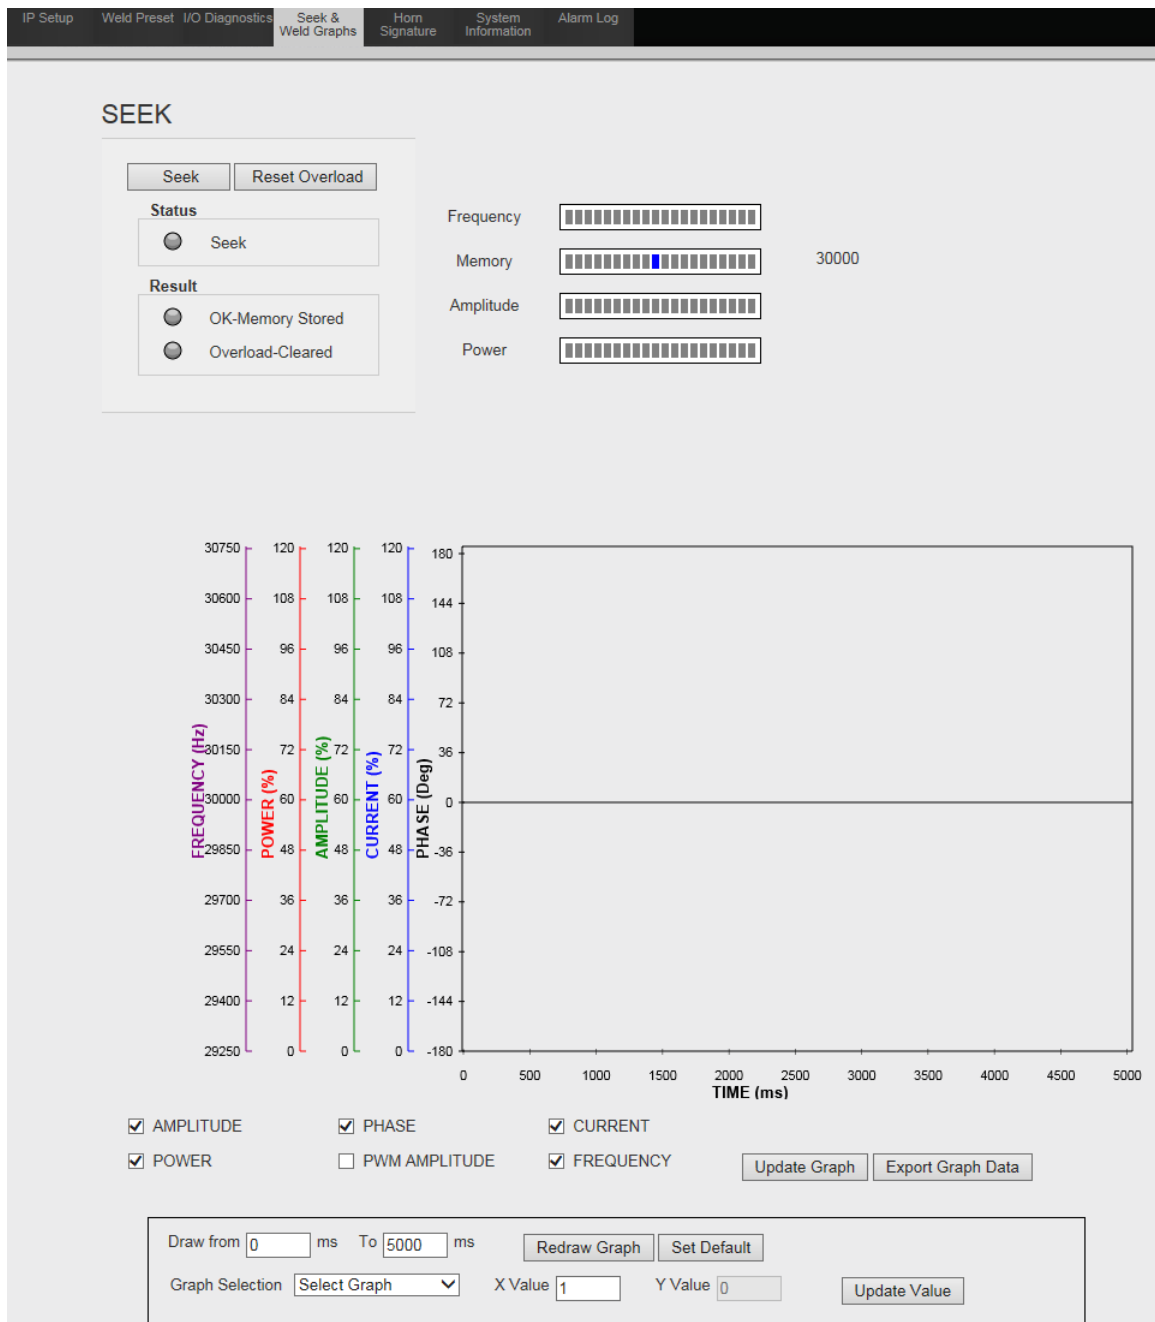 IP Setup Weld Preset I/O Diagnostics Seek & Horn System Alarm Log
Weld Graphs Signature Information
SEEK
Seek Reset Overload
Status
Seek
Result
OK-Memory Stored
Overload-Cleared
Frequency
Memory 30000
Amplitude
Power
30750 120 120 120 180
30600 108 108 108 144
30450 96 96 96 108
30300 84 84 84 72
30150 72 72 72 36
30000 60 60 60 0
29850 48 48 48 -36
29700 36 36 36 -72
29550 24 24 24 -108
29400 12 12 12 -144
29250 0 0 0 -180
FREQUENCY (Hz)
POWER (%)
AMPLITUDE (%)
CURRENT (%)
PHASE (Deg)
0 500 1000 1500 2000 2500 3000 3500 4000 4500 5000
TIME (ms)
AMPLITUDE PHASE CURRENT
POWER PWM AMPLITUDE FREQUENCY Update Graph Export Graph Data
Draw from 0 ms To 5000 ms Redraw Graph Set Default
Graph Selection Select Graph X Value 1 Y Value 0 Update Value